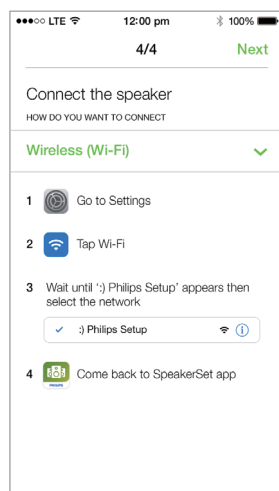 LTE 12:00 pm 100%
4/4 Next
Connect the speaker
HOW DO YOU WANT TO CONNECT
Wireless (Wi-Fi)
1 Go to Settings
2 Tap Wi-Fi
3 Wait until ':) Philips Setup' appears then
select the network
:) Philips Setup
4 Come back to SpeakerSet app
PHILIPS